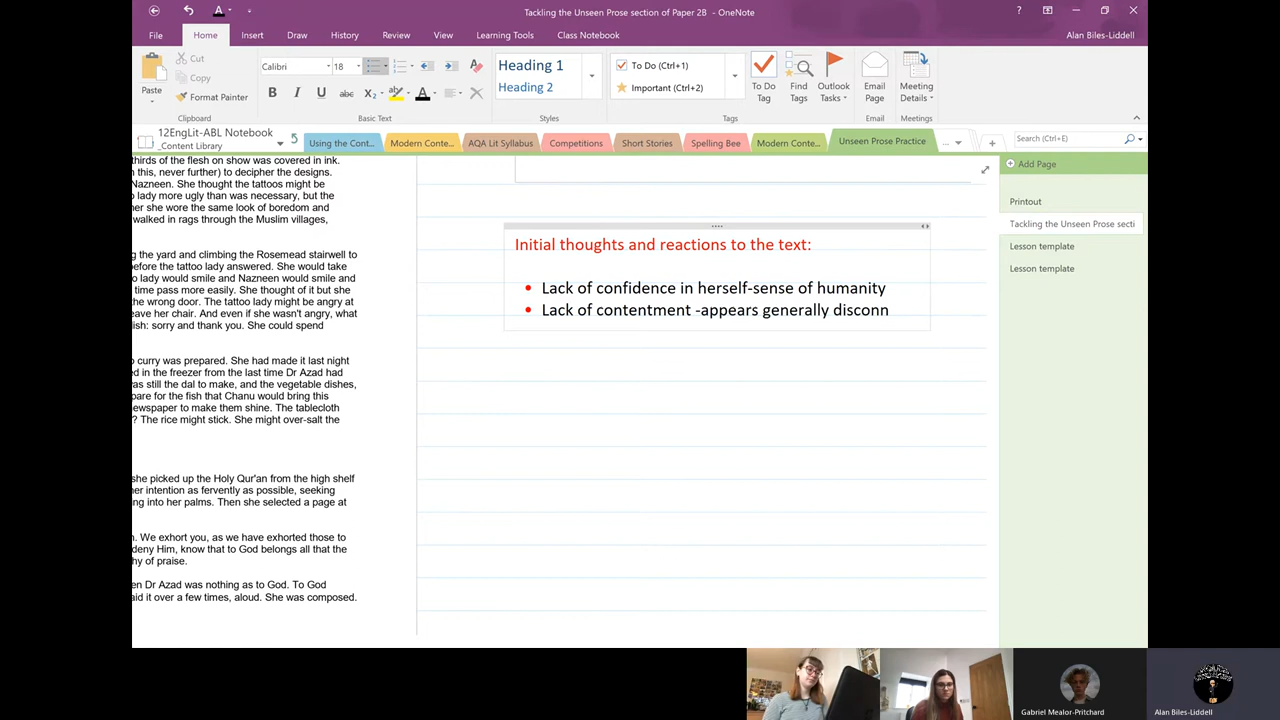 Tackling the Unseen Prose section of Paper 2B - OneNote
File Home Insert Draw History Review View Learning Tools Class Notebook Alan Biles-Liddell
Paste
Cut
Copy
Format Painter
Clipboard
Calibri 18
B I U abc X₂ A
Basic Text
Heading 1
Heading 2
Styles
To Do (Ctrl+1)
Important (Ctrl+2)
Tags
To Do Tag
Find Tags
Outlook Tasks
Email Page
Email
Meeting Details
Meetings
12EngLit-ABL Notebook
_Content Library
Using the Cont... Modern Conte... AQA Lit Syllabus Competitions Short Stories Spelling Bee Modern Conte... Unseen Prose Practice ... Search (Ctrl+E)
thirds of the flesh on show was covered in ink.
this, never further) to decipher the designs.
Nazneen. She thought the tattoos might be
lady more ugly than was necessary, but the
her she wore the same look of boredom and
walked in rags through the Muslim villages,
g the yard and climbing the Rosemead stairwell to
before the tattoo lady answered. She would take
o lady would smile and Nazneen would smile and
time pass more easily. She thought of it but she
the wrong door. The tattoo lady might be angry at
eave her chair. And even if she wasn't angry, what
lish: sorry and thank you. She could spend
o curry was prepared. She had made it last night
ed in the freezer from the last time Dr Azad had
was still the dal to make, and the vegetable dishes,
pare for the fish that Chanu would bring this
ewspaper to make them shine. The tablecloth
? The rice might stick. She might over-salt the
she picked up the Holy Qur'an from the high shelf
her intention as fervently as possible, seeking
ng into her palms. Then she selected a page at
n. We exhort you, as we have exhorted those to
deny Him, know that to God belongs all that the
hy of praise.
en Dr Azad was nothing as to God. To God
aid it over a few times, aloud. She was composed.
Initial thoughts and reactions to the text:
• Lack of confidence in herself-sense of humanity
• Lack of contentment -appears generally disconn
Add Page
Printout
Tackling the Unseen Prose secti
Lesson template
Lesson template
Gabriel Mealor-Pritchard
Alan Biles-Liddell